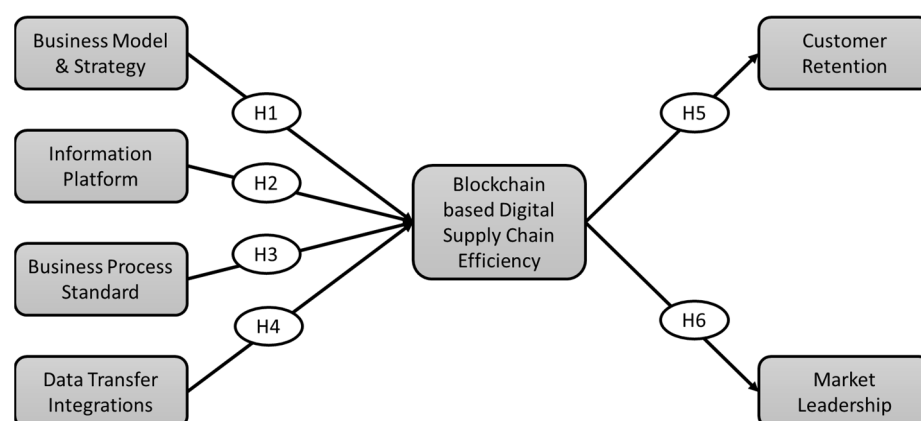 Business Model
& Strategy
Information
Platform
Business Process
Standard
Data Transfer
Integrations
H1
H2
H3
H4
Blockchain
based Digital
Supply Chain
Efficiency
H5
H6
Customer
Retention
Market
Leadership